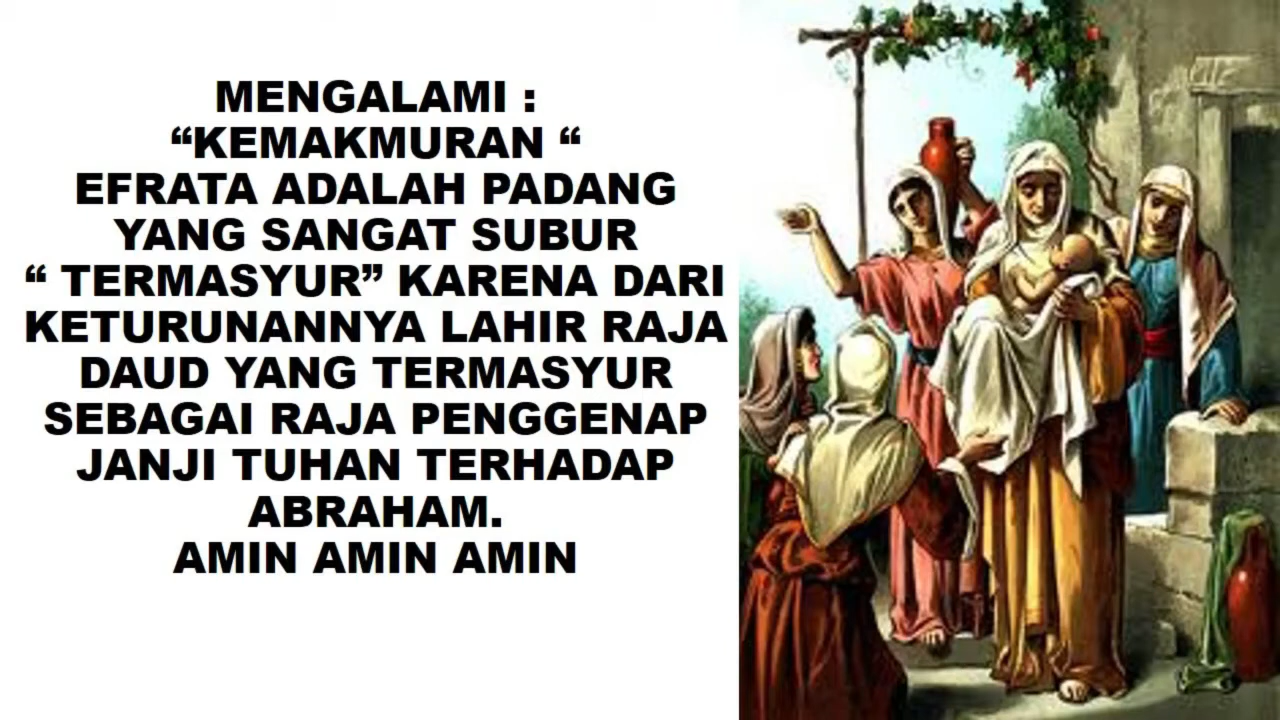 MENGALAMI :
“KEMAKMURAN “
EFRATA ADALAH PADANG
YANG SANGAT SUBUR
“ TERMASYUR” KARENA DARI
KETURUNANNYA LAHIR RAJA
DAUD YANG TERMASYUR
SEBAGAI RAJA PENGGENAP
JANJI TUHAN TERHADAP
ABRAHAM.
AMIN AMIN AMIN